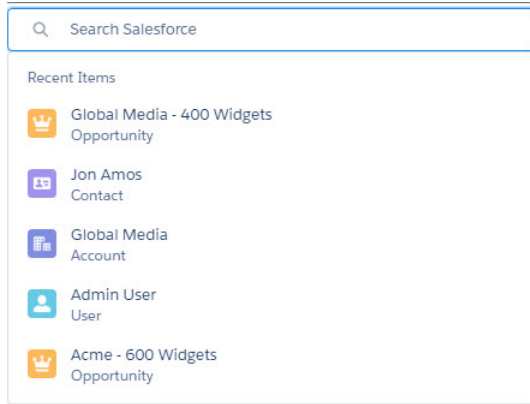 Search Salesforce
Recent Items
Global Media - 400 Widgets
Opportunity
Jon Amos
Contact
Global Media
Account
Admin User
User
Acme - 600 Widgets
Opportunity